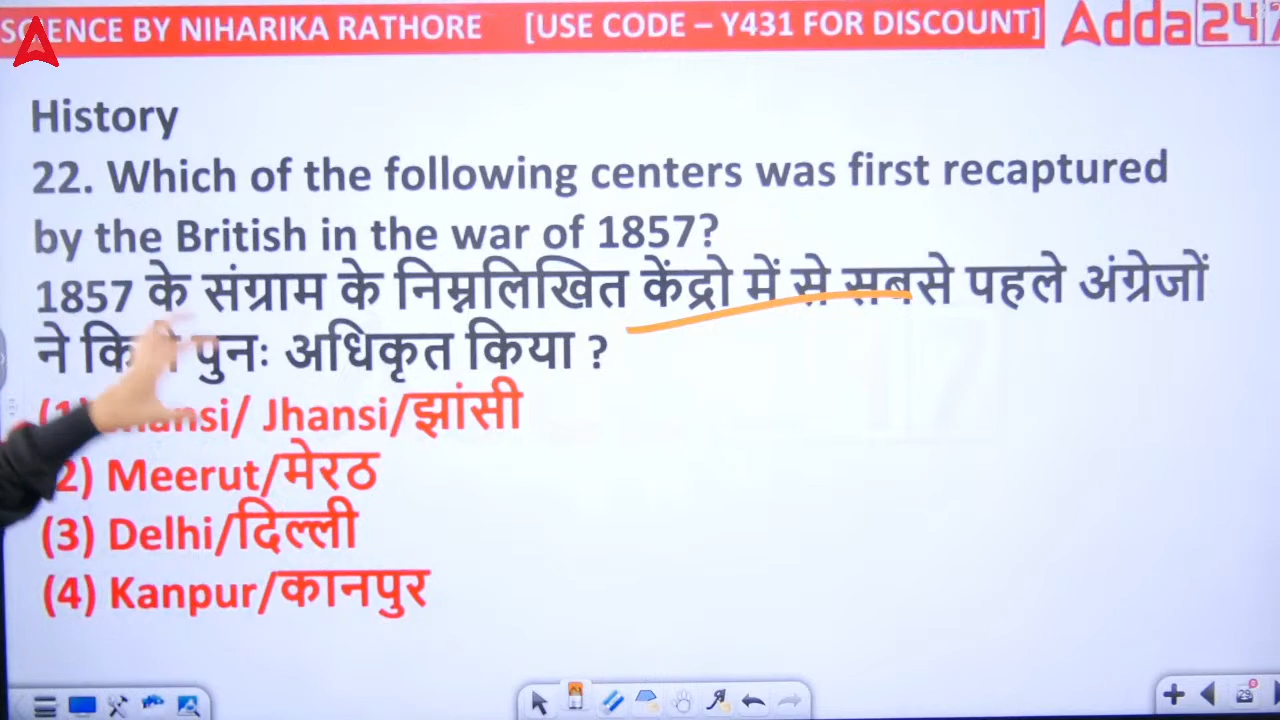 SCIENCE BY NIHARIKA RATHORE [USE CODE – Y431 FOR DISCOUNT] Adda247
History
22. Which of the following centers was first recaptured
by the British in the war of 1857?
1857 के संग्राम के निम्नलिखित केंद्रो में से सबसे पहले अंग्रेजों
ने पुनः अधिकृत किया ?
(1) Jhansi/झांसी
(2) Meerut/मेरठ
(3) Delhi/दिल्ली
(4) Kanpur/कानपुर
29